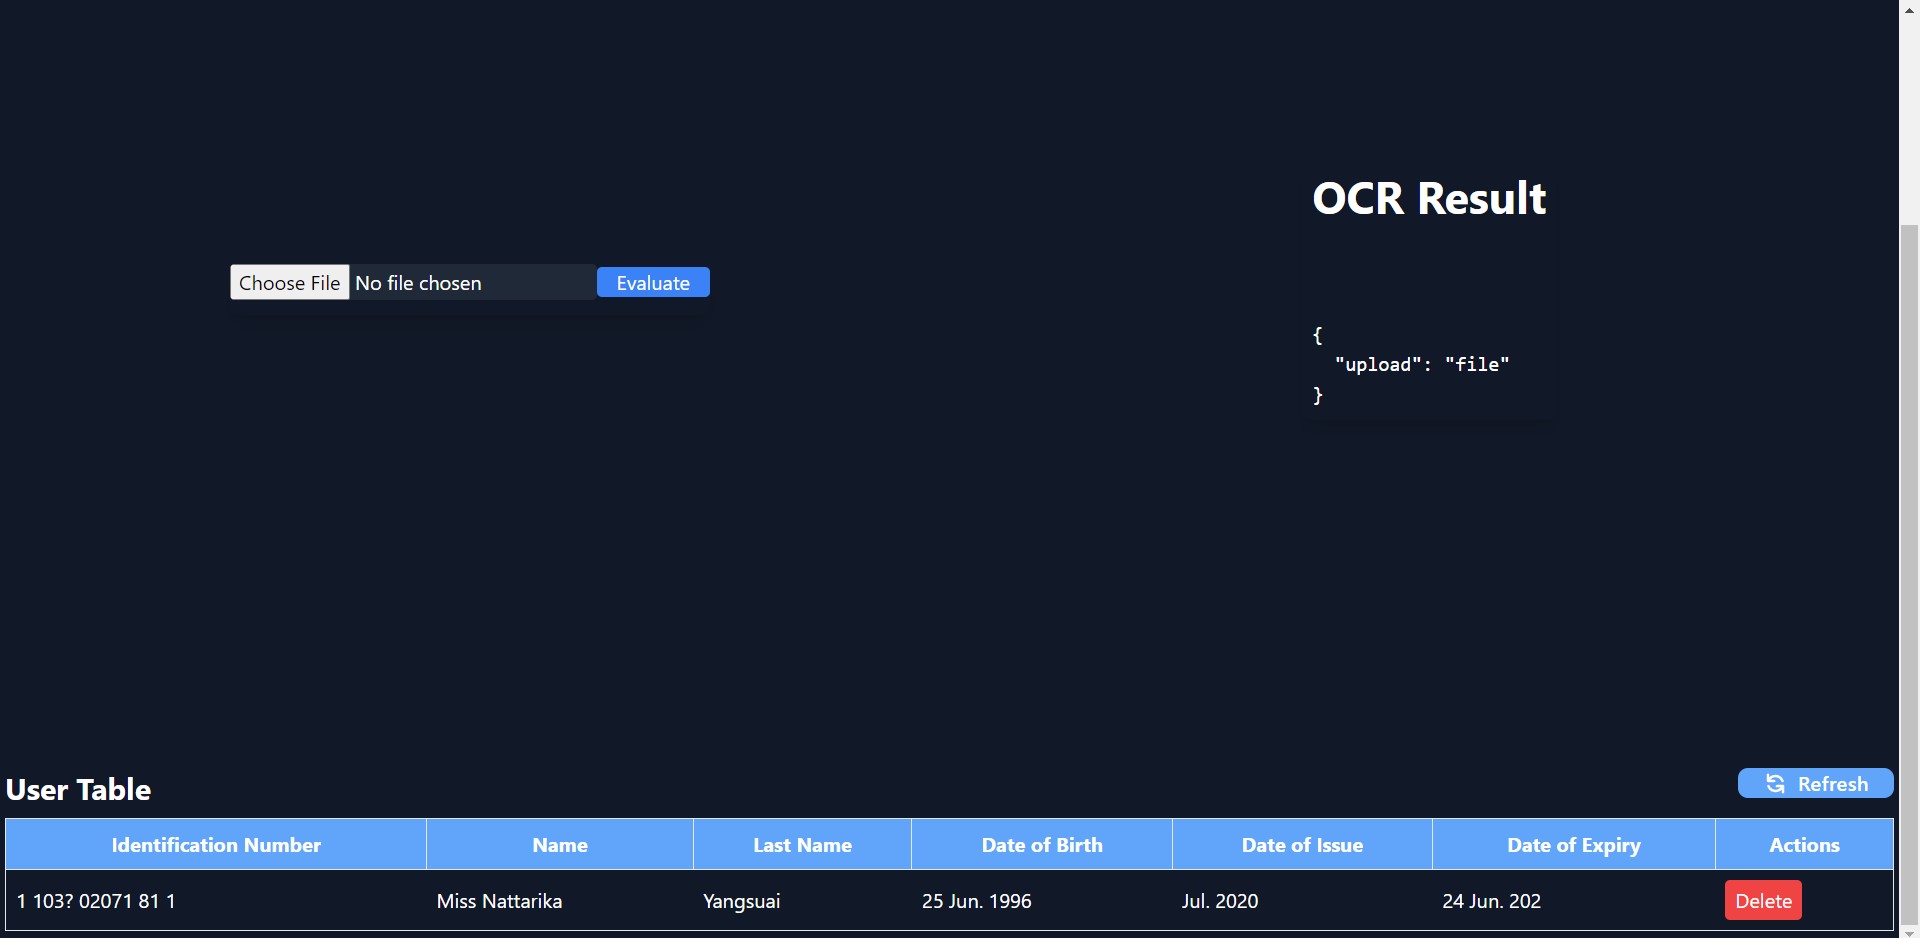 OCR Result
Choose File No file chosen Evaluate
{
  "upload": "file"
}
User Table
Refresh
Identification Number Name Last Name Date of Birth Date of Issue Date of Expiry Actions
1 103? 02071 81 1 Miss Nattarika Yangsuai 25 Jun. 1996 Jul. 2020 24 Jun. 202 Delete